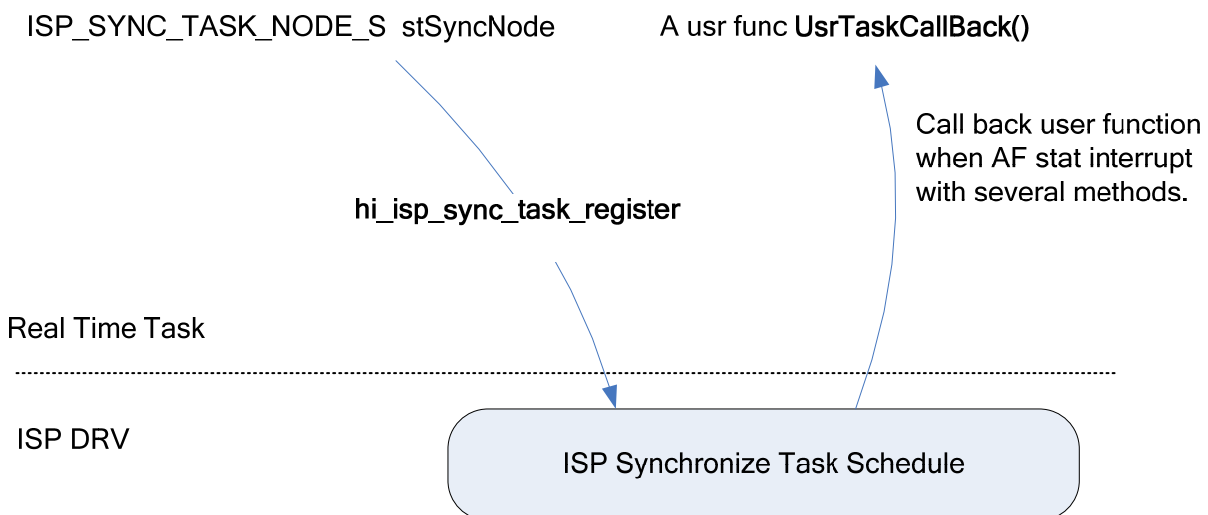 ISP_SYNC_TASK_NODE_S stSyncNode
A usr func UsrTaskCallBack()
Call back user function
when AF stat interrupt
with several methods.
hi_isp_sync_task_register
Real Time Task
ISP DRV
ISP Synchronize Task Schedule